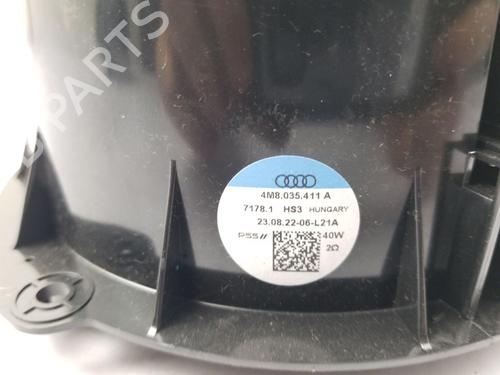 PARTS
4M8.035.411 A
7178.1 HS3 HUNGARY
23.08.22-06-L21A
PSS 40W
2Ω